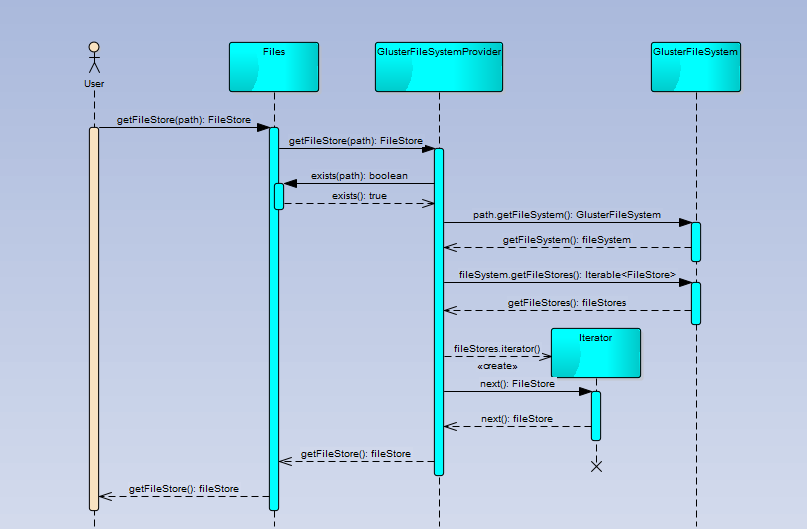 Files
GlusterFileSystemProvider
GlusterFileSystem
User
getFileStore(path): FileStore
getFileStore(path): FileStore
exists(path): boolean
exists(): true
path.getFileSystem(): GlusterFileSystem
getFileSystem(): fileSystem
fileSystem.getFileStores(): Iterable<FileStore>
getFileStores(): fileStores
Iterator
fileStores.iterator()
«create»
next(): FileStore
next(): fileStore
getFileStore(): fileStore
getFileStore(): fileStore